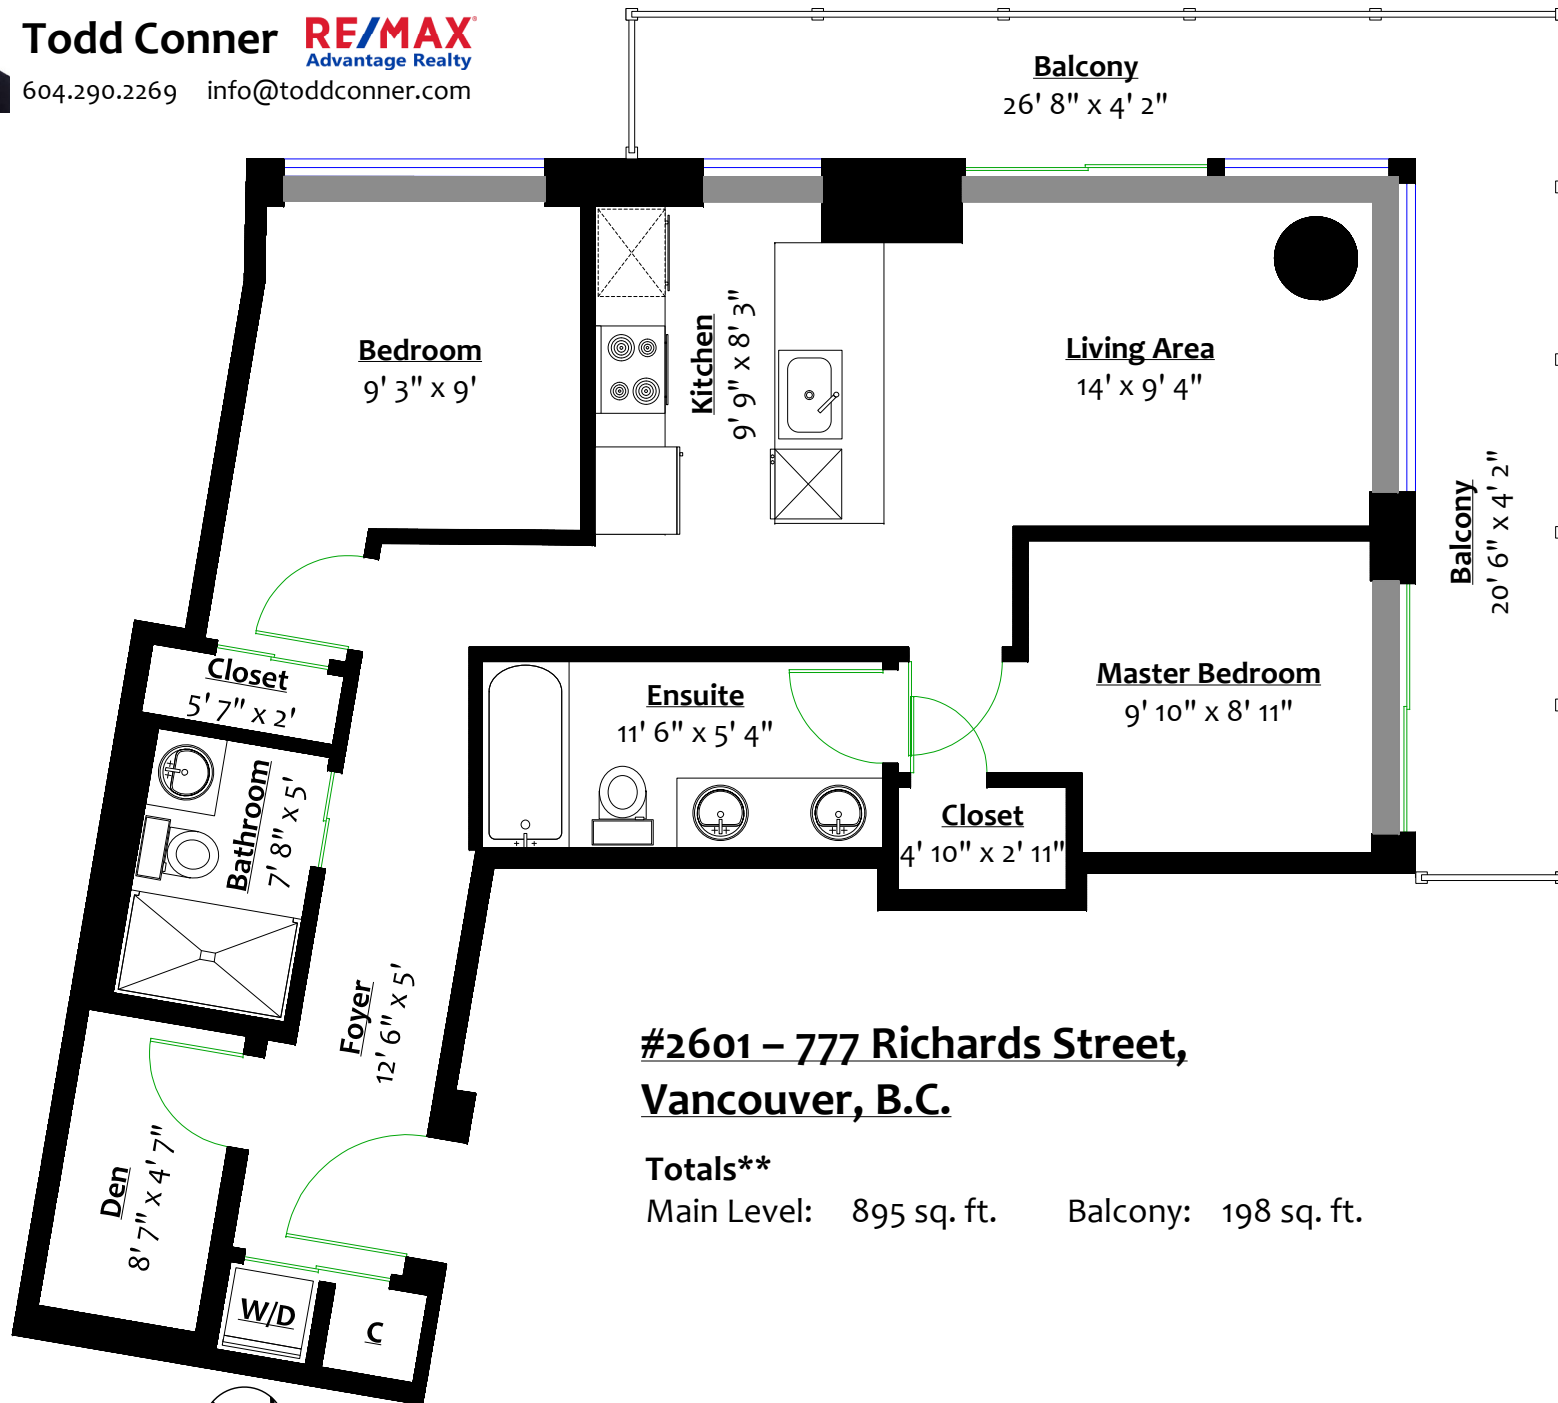 Todd Conner
RE/MAX
Advantage Realty
604.290.2269 info@toddconner.com
Balcony
26' 8" x 4' 2"
Bedroom
9' 3" x 9'
Kitchen
9' 9" x 8' 3"
Living Area
14' x 9' 4"
Balcony
20' 6" x 4' 2"
Closet
5' 7" x 2'
Ensuite
11' 6" x 5' 4"
Master Bedroom
9' 10" x 8' 11"
Bathroom
7' 8" x 5'
Closet
4' 10" x 2' 11"
Foyer
12' 6" x 5'
#2601 – 777 Richards Street,
Vancouver, B.C.
Den
8' 7" x 4' 7"
Totals**
Main Level: 895 sq. ft. Balcony: 198 sq. ft.
W/D
C